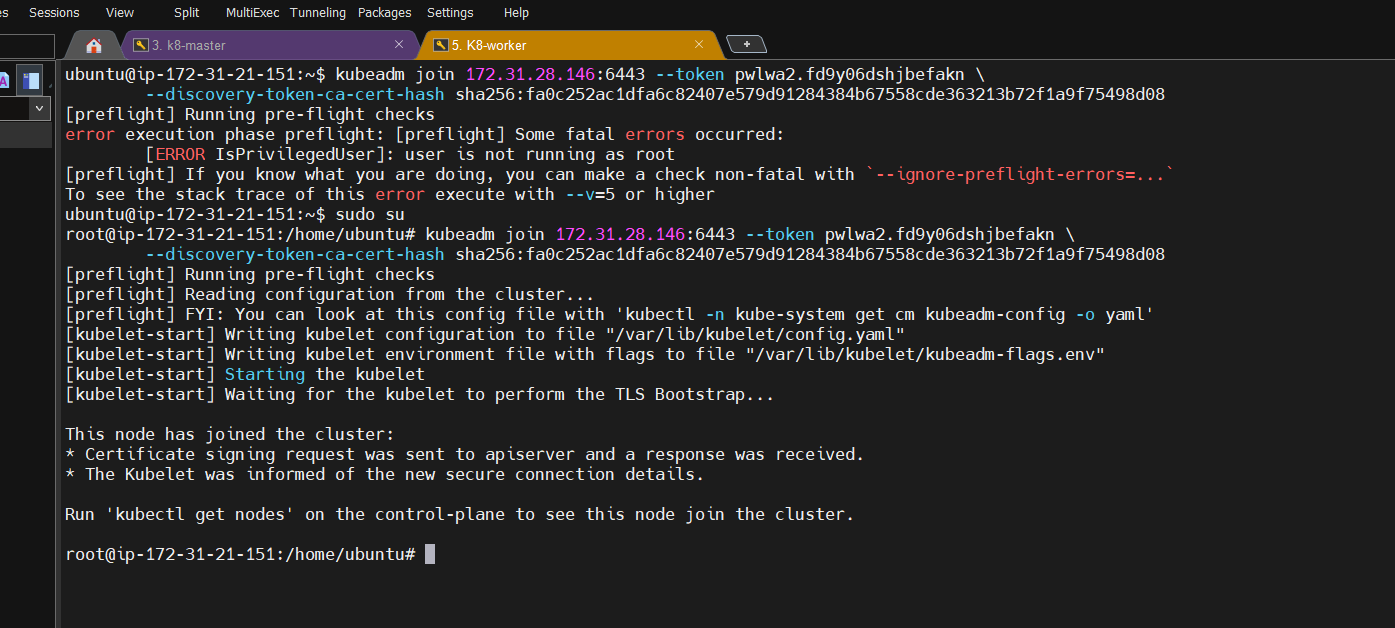 Sessions View Split MultiExec Tunneling Packages Settings Help
3. k8-master
5. K8-worker
ubuntu@ip-172-31-21-151:~$ kubeadm join 172.31.28.146:6443 --token pwlwa2.fd9y06dshjbefakn \
--discovery-token-ca-cert-hash sha256:fa0c252ac1dfa6c82407e579d91284384b67558cde363213b72f1a9f75498d08
[preflight] Running pre-flight checks
error execution phase preflight: [preflight] Some fatal errors occurred:
[ERROR IsPrivilegedUser]: user is not running as root
[preflight] If you know what you are doing, you can make a check non-fatal with `--ignore-preflight-errors=...`
To see the stack trace of this error execute with --v=5 or higher
ubuntu@ip-172-31-21-151:~$ sudo su
root@ip-172-31-21-151:/home/ubuntu# kubeadm join 172.31.28.146:6443 --token pwlwa2.fd9y06dshjbefakn \
--discovery-token-ca-cert-hash sha256:fa0c252ac1dfa6c82407e579d91284384b67558cde363213b72f1a9f75498d08
[preflight] Running pre-flight checks
[preflight] Reading configuration from the cluster...
[preflight] FYI: You can look at this config file with 'kubectl -n kube-system get cm kubeadm-config -o yaml'
[kubelet-start] Writing kubelet configuration to file "/var/lib/kubelet/config.yaml"
[kubelet-start] Writing kubelet environment file with flags to file "/var/lib/kubelet/kubeadm-flags.env"
[kubelet-start] Starting the kubelet
[kubelet-start] Waiting for the kubelet to perform the TLS Bootstrap...
This node has joined the cluster:
* Certificate signing request was sent to apiserver and a response was received.
* The Kubelet was informed of the new secure connection details.
Run 'kubectl get nodes' on the control-plane to see this node join the cluster.
root@ip-172-31-21-151:/home/ubuntu#